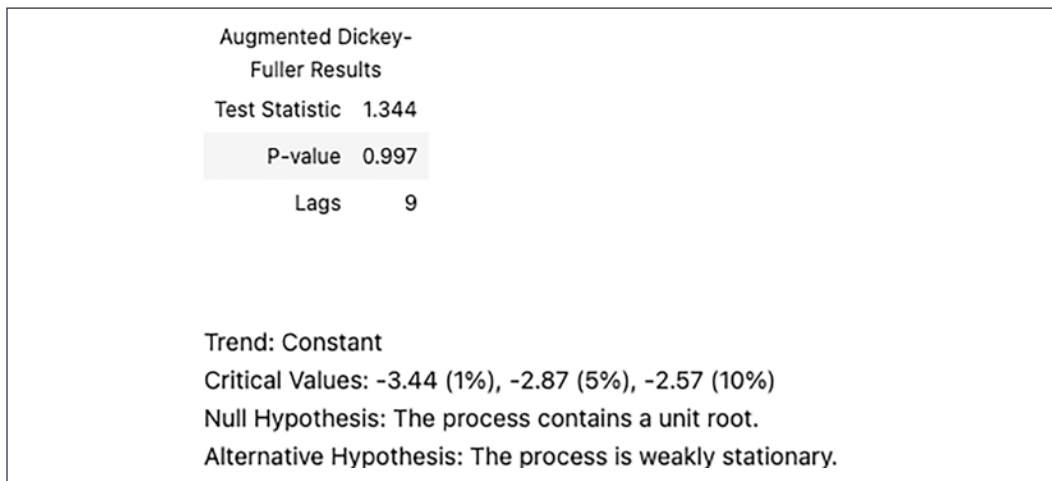 Augmented Dickey-
Fuller Results
Test Statistic 1.344
P-value 0.997
Lags 9
Trend: Constant
Critical Values: -3.44 (1%), -2.87 (5%), -2.57 (10%)
Null Hypothesis: The process contains a unit root.
Alternative Hypothesis: The process is weakly stationary.